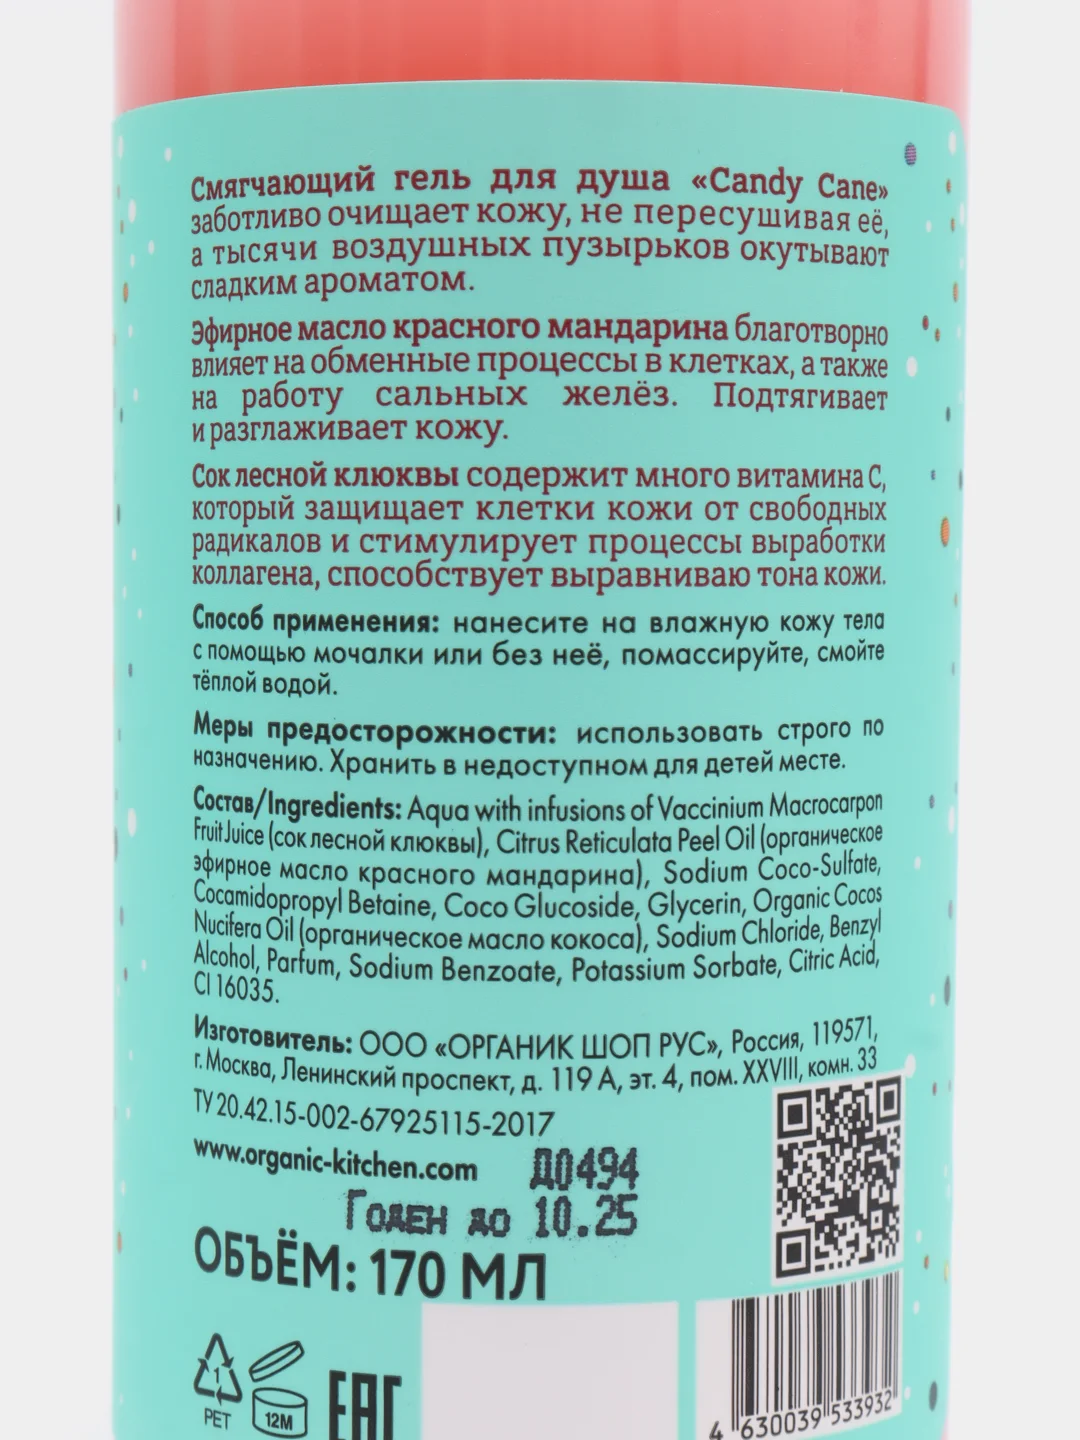 Смягчающий гель для душа «Candy Cane»
заботливо очищает кожу, не пересушивая её,
а тысячи воздушных пузырьков окутывают
сладким ароматом.
Эфирное масло красного мандарина благотворно
влияет на обменные процессы в клетках, а также
на работу сальных желёз. Подтягивает
и разглаживает кожу.
Сок лесной клюквы содержит много витамина С,
который защищает клетки кожи от свободных
радикалов и стимулирует процессы выработки
коллагена, способствует выравниваю тона кожи.
Способ применения: нанесите на влажную кожу тела
с помощью мочалки или без неё, помассируйте, смойте
тёплой водой.
Меры предосторожности: использовать строго по
назначению. Хранить в недоступном для детей месте.
Состав/Ingredients: Aqua with infusions of Vaccinium Macrocarpon
Fruit Juice (сок лесной клюквы), Citrus Reticulata Peel Oil (органическое
эфирное масло красного мандарина), Sodium Coco-Sulfate,
Cocamidopropyl Betaine, Coco Glucoside, Glycerin, Organic Cocos
Nucifera Oil (органическое масло кокоса), Sodium Chloride, Benzyl
Alcohol, Parfum, Sodium Benzoate, Potassium Sorbate, Citric Acid,
CI 16035.
Изготовитель: ООО «ОРГАНИК ШОП РУС», Россия, 119571,
г. Москва, Ленинский проспект, д. 119 А, эт. 4, пом. XXVIII, комн. 33
ТУ 20.42.15-002-67925115-2017
www.organic-kitchen.com
Д0494
Годен до 10.25
ОБЪЁМ: 170 МЛ
1
PET
12M
EAC
4 630039 533932